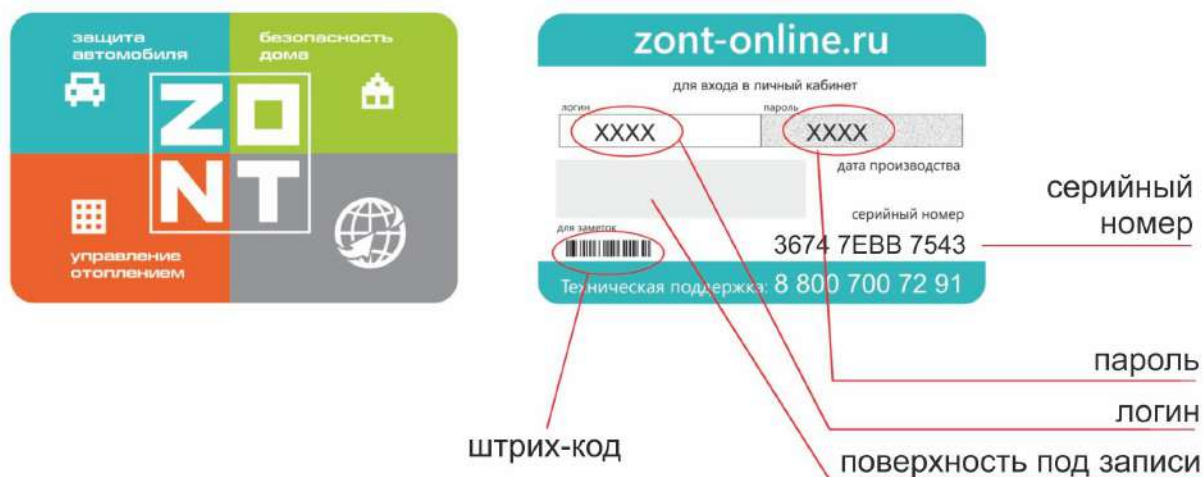 защита
автомобиля
безопасность
дома
ZO
NT
управление
отоплением
zont-online.ru
для входа в личный кабинет
логин
пароль
XXXX
XXXX
дата производства
серийный номер
для заметок
3674 7EBB 7543
Техническая поддержка: 8 800 700 72 91
серийный
номер
пароль
логин
штрих-код
поверхность под записи